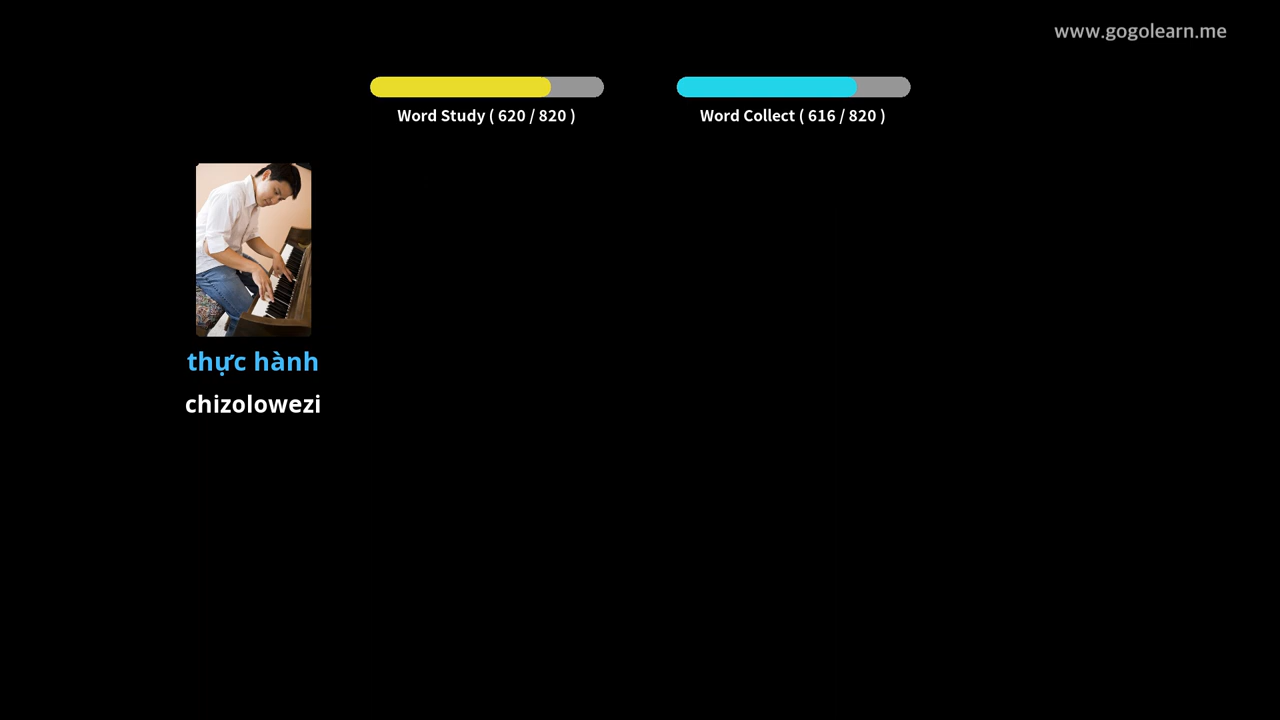 www.gogolearn.me
Word Study ( 620 / 820 )
Word Collect ( 616 / 820 )
thực hành
chizolowezi